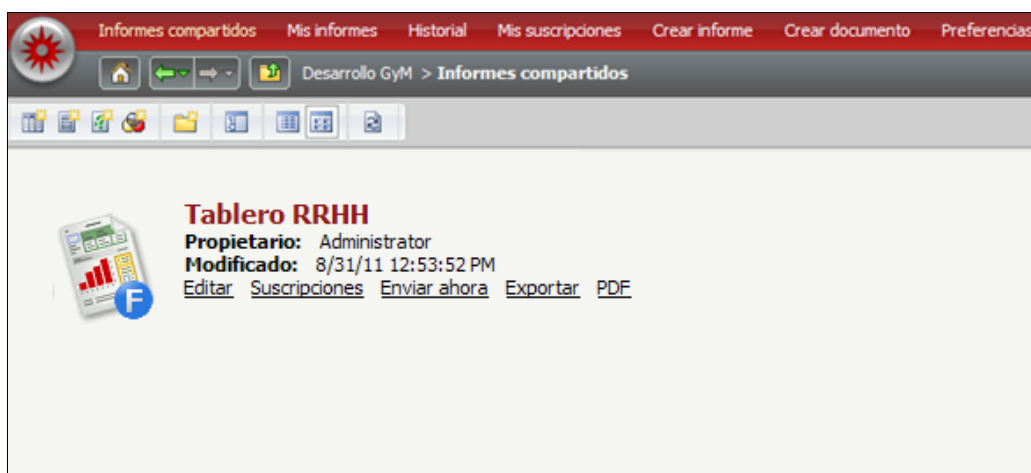 Informes compartidos Mis informes Historial Mis suscripciones Crear informe Crear documento Preferencias
Desarrollo GyM > Informes compartidos
Tablero RRHH
Propietario: Administrator
Modificado: 8/31/11 12:53:52 PM
Editar Suscripciones Enviar ahora Exportar PDF
F